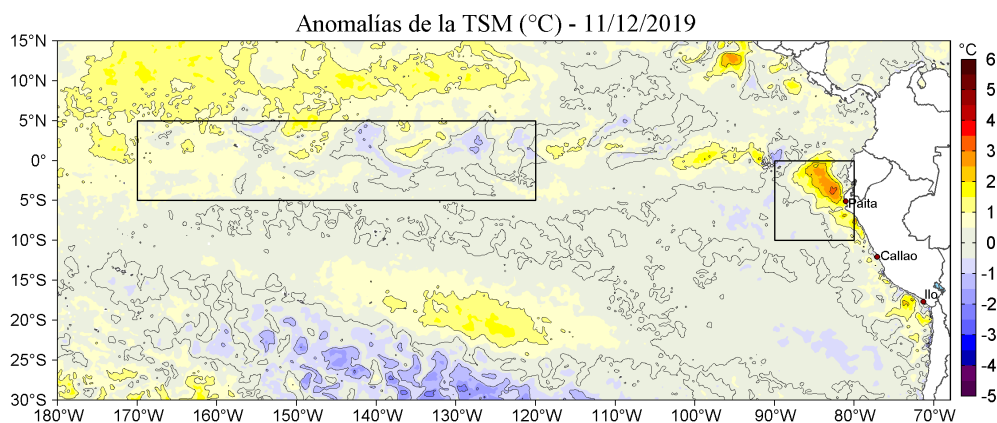 Anomalías de la TSM (°C) - 11/12/2019
°C
15°N
10°N
5°N
0°
5°S
10°S
15°S
20°S
25°S
30°S
180°W
170°W
160°W
150°W
140°W
130°W
120°W
110°W
100°W
90°W
80°W
70°W
Paita
Callao
Ilo
6
5
4
3
2
1
0
-1
-2
-3
-4
-5